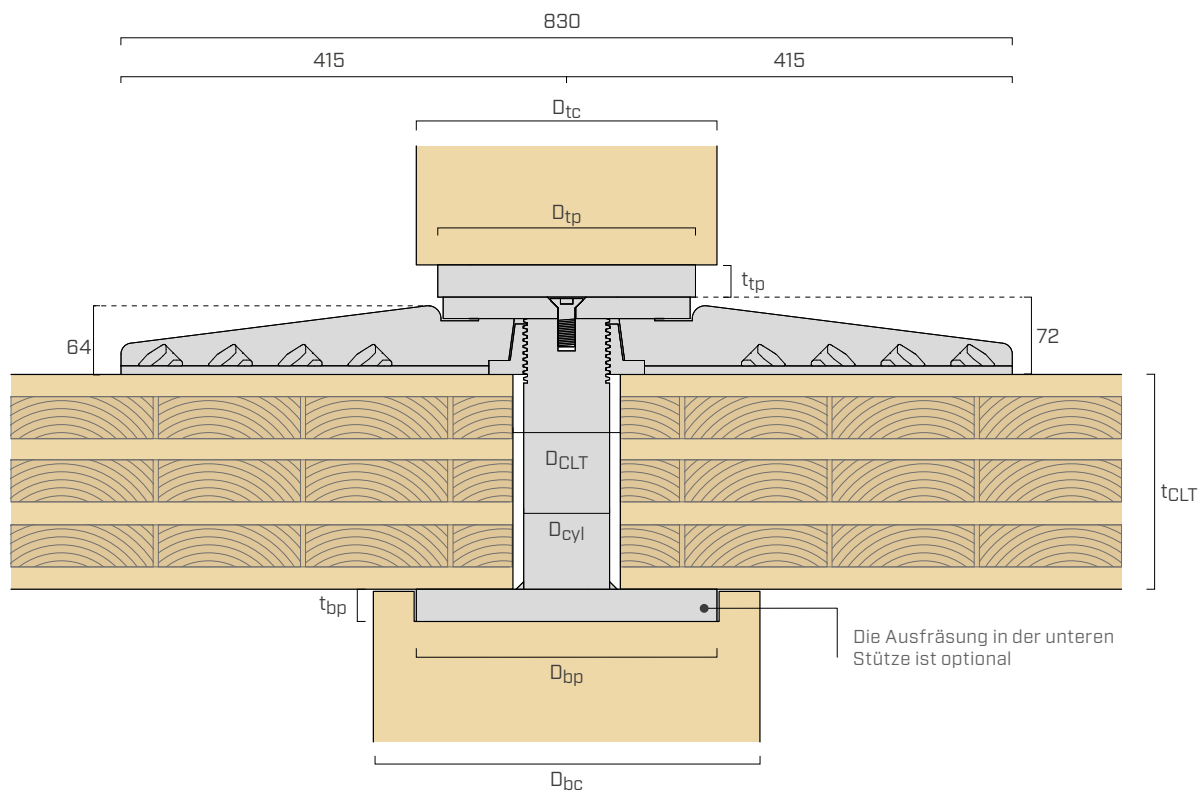 830
415
415
Dtc
Dtp
ttp
64
72
DCLT
tCLT
Dcyl
tbp
Die Ausfräsung in der unteren
Stütze ist optional
Dbp
Dbc